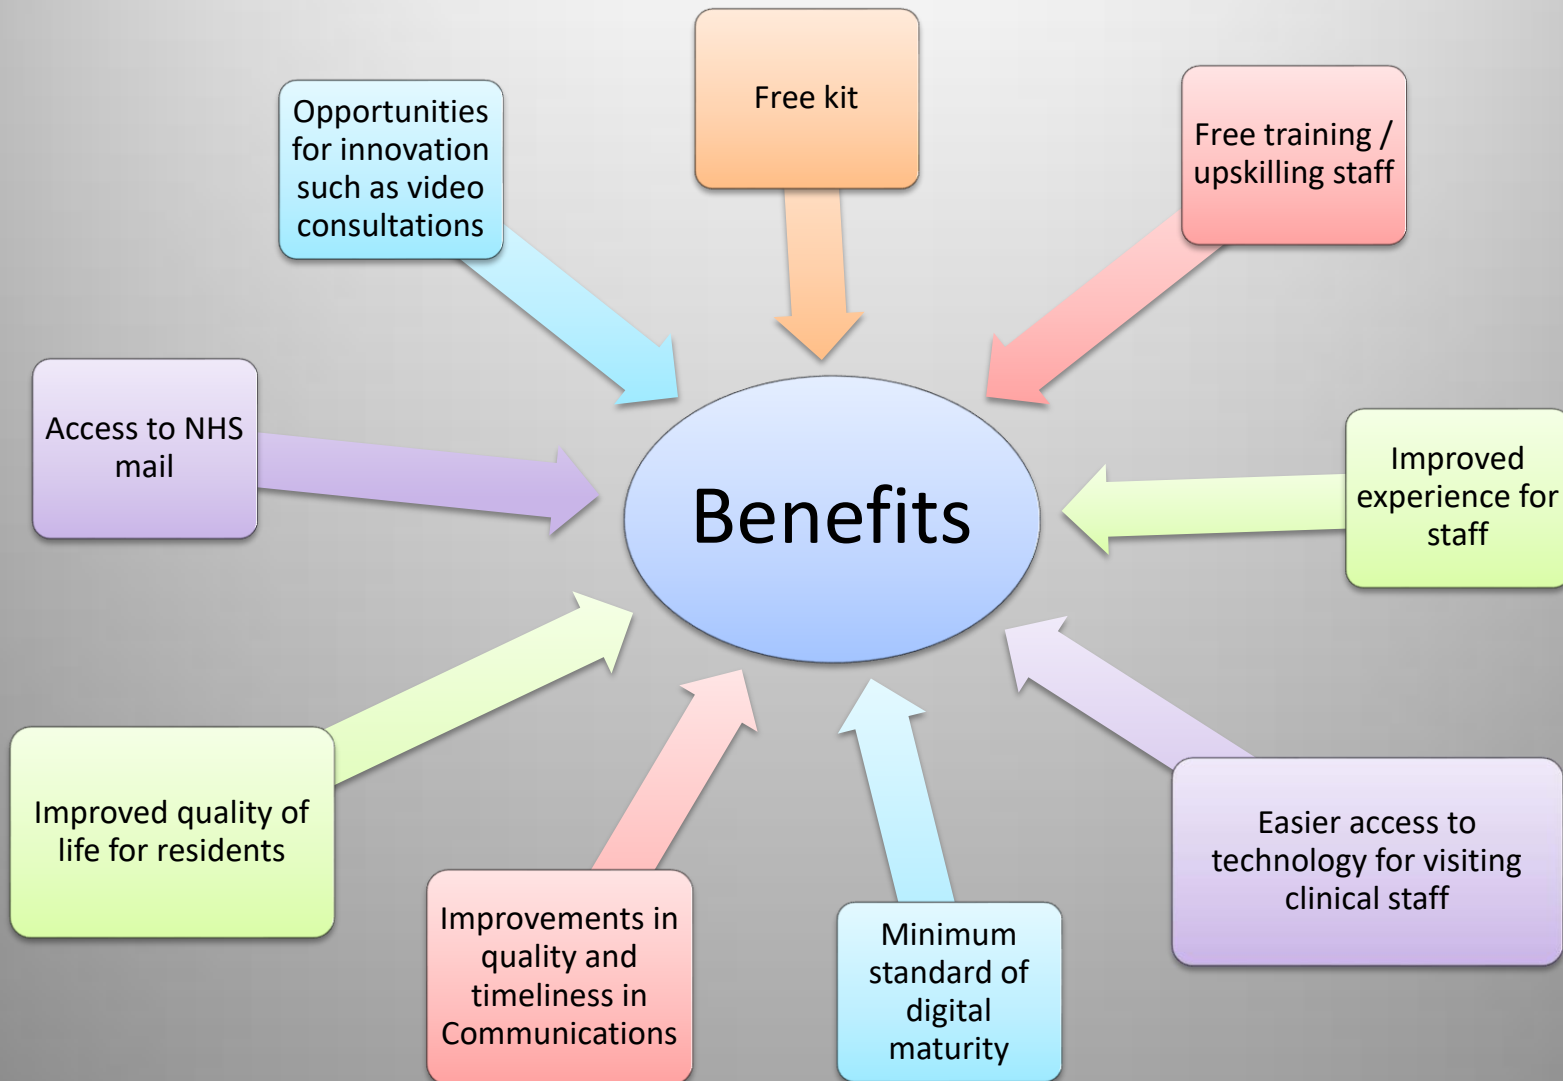 Free kit
Opportunities
for innovation
such as video
consultations
Free training /
upskilling staff
Access to NHS
mail
Benefits
Improved
experience for
staff
Improved quality of
life for residents
Easier access to
technology for visiting
clinical staff
Improvements in
quality and
timeliness in
Communications
Minimum
standard of
digital
maturity